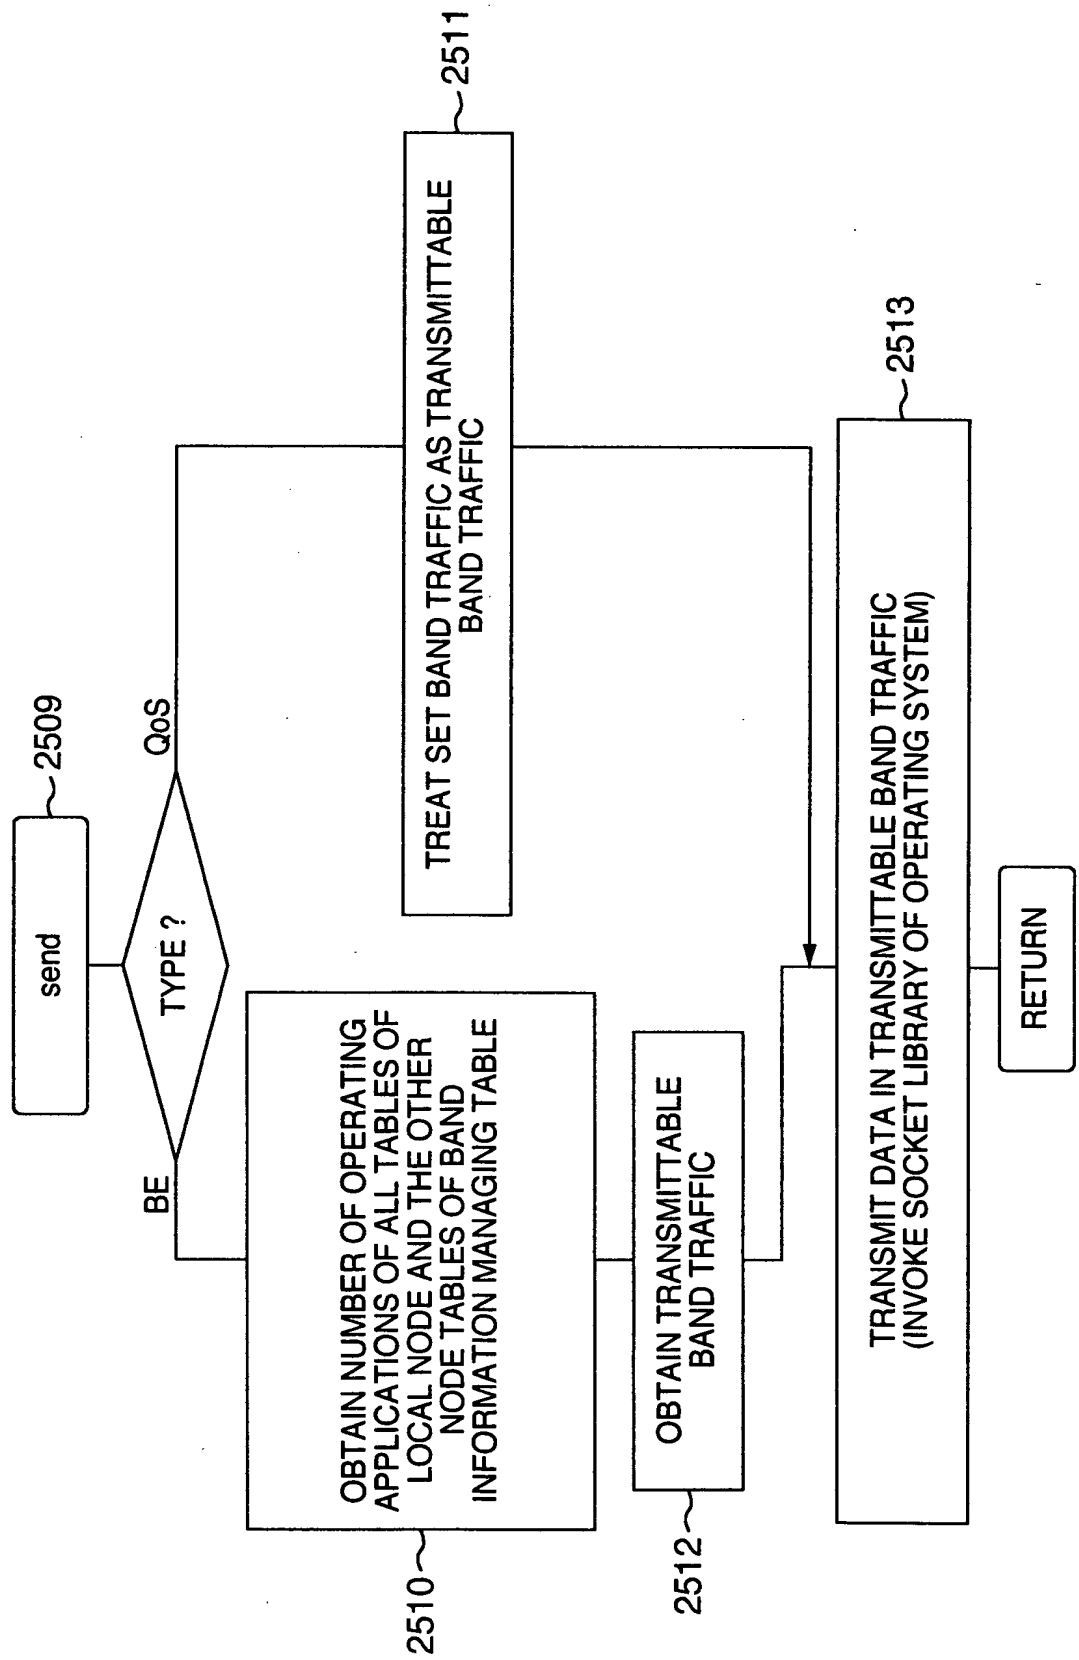 send
2509
TYPE ?
BE
QoS
OBTAIN NUMBER OF OPERATING
APPLICATIONS OF ALL TABLES OF
LOCAL NODE AND THE OTHER
NODE TABLES OF BAND
INFORMATION MANAGING TABLE
2510
TREAT SET BAND TRAFFIC AS TRANSMITTABLE
BAND TRAFFIC
2511
OBTAIN TRANSMITTABLE
BAND TRAFFIC
2512
TRANSMIT DATA IN TRANSMITTABLE BAND TRAFFIC
(INVOKE SOCKET LIBRARY OF OPERATING SYSTEM)
2513
RETURN